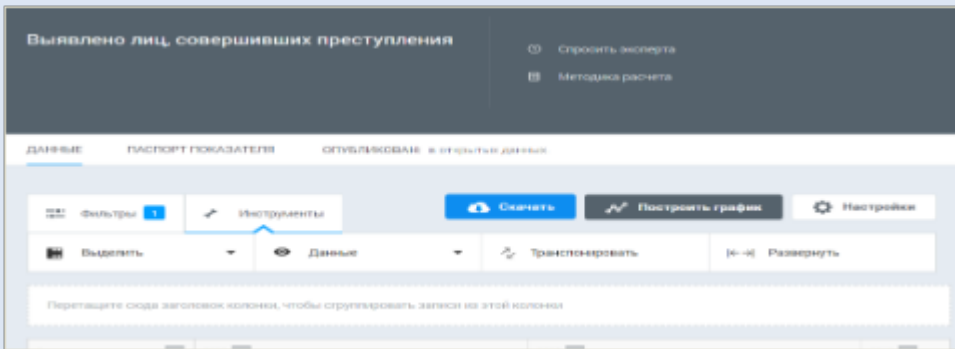 Выявлено лиц, совершивших преступления
Спросить эксперта
Методика расчета
ДАННЫЕ ПАСПОРТ ПОКАЗАТЕЛЯ ОПУБЛИКОВАН в открытых данных
Фильтры 1 Инструменты Скачать Построить график Настройки
Выделить Данные Транспонировать Развернуть
Перетащите сюда заголовок колонки, чтобы сгруппировать записи из этой колонки